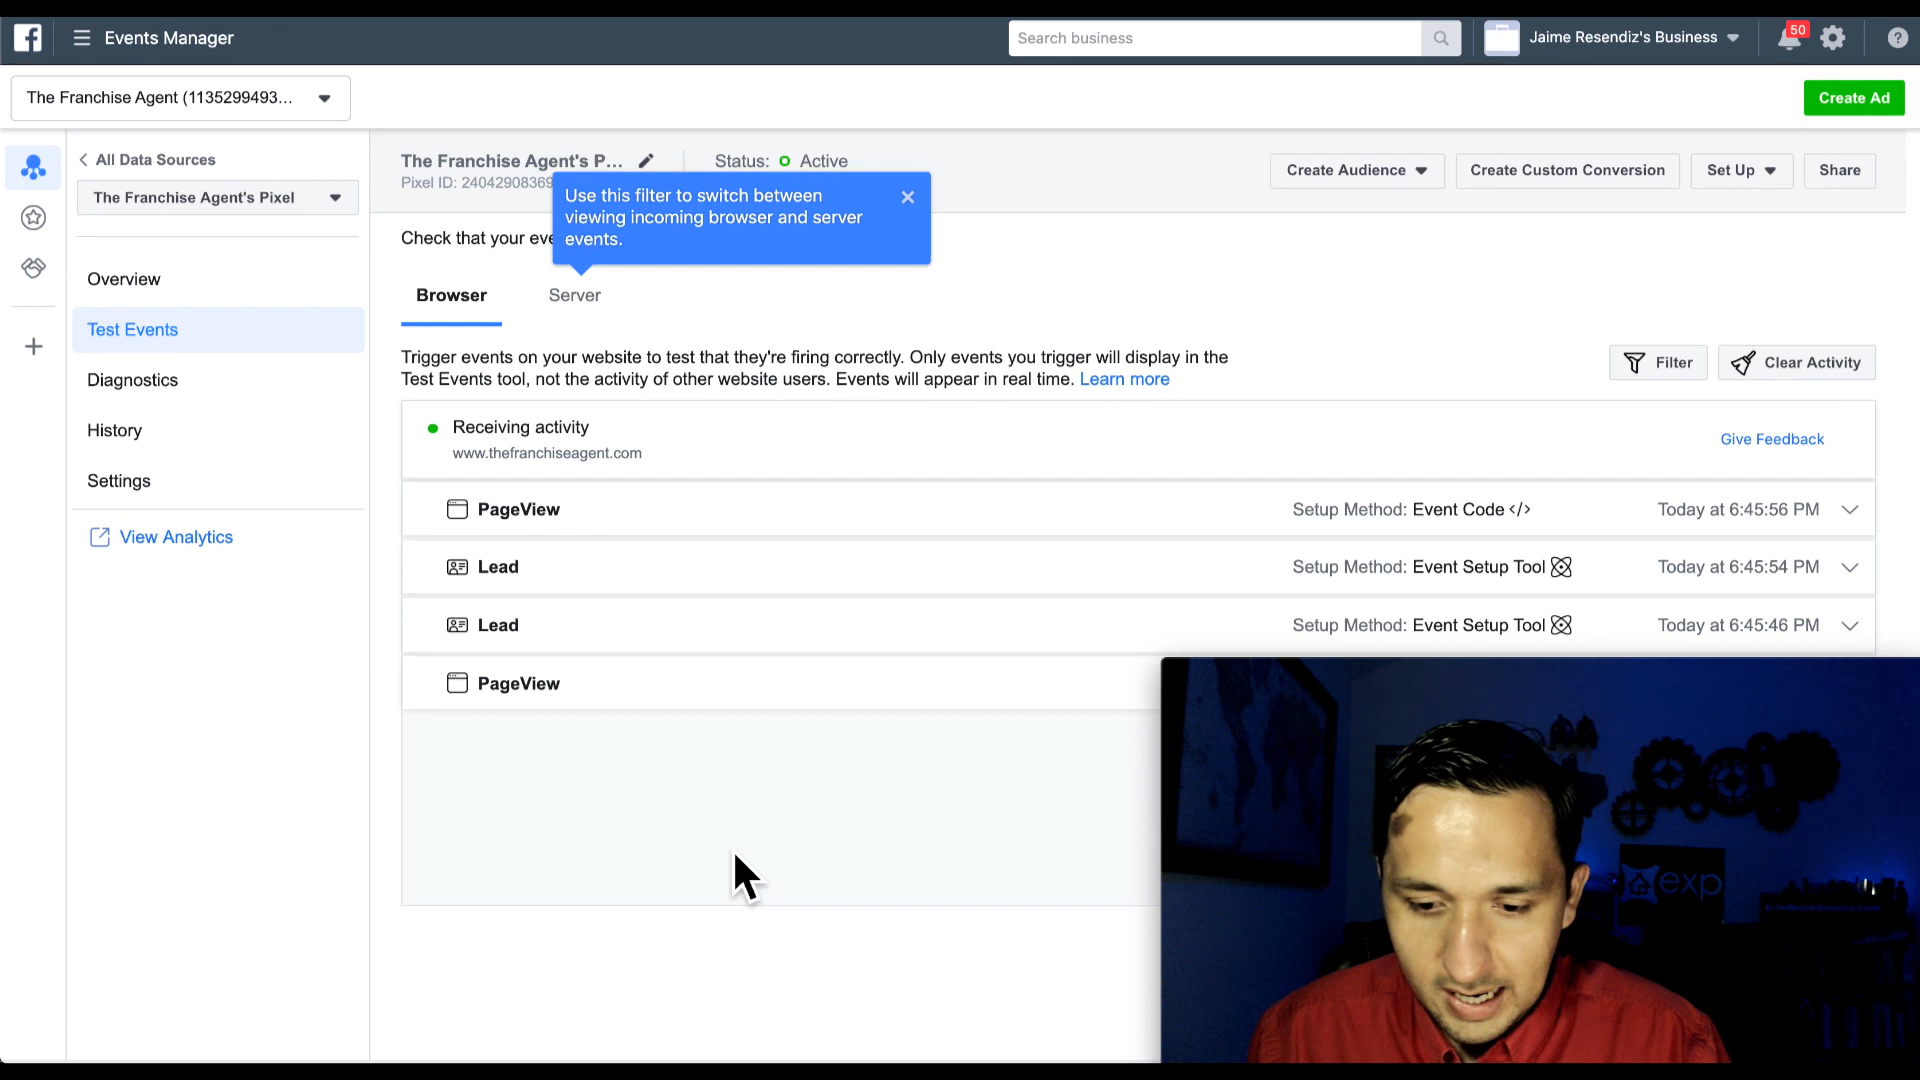 Events Manager
Search business
Jaime Resendiz's Business
50
The Franchise Agent (1135299493...
Create Ad
All Data Sources
The Franchise Agent's Pixel
Overview
Test Events
Diagnostics
History
Settings
View Analytics
The Franchise Agent's P...
Status: Active
Pixel ID: 24042908369
Create Audience
Create Custom Conversion
Set Up
Share
Use this filter to switch between
viewing incoming browser and server
events.
Check that your eve
Browser
Server
Trigger events on your website to test that they're firing correctly. Only events you trigger will display in the
Test Events tool, not the activity of other website users. Events will appear in real time. Learn more
Filter
Clear Activity
Receiving activity
www.thefranchiseagent.com
Give Feedback
PageView Setup Method: Event Code </> Today at 6:45:56 PM
Lead Setup Method: Event Setup Tool Today at 6:45:54 PM
Lead Setup Method: Event Setup Tool Today at 6:45:46 PM
PageView
exp